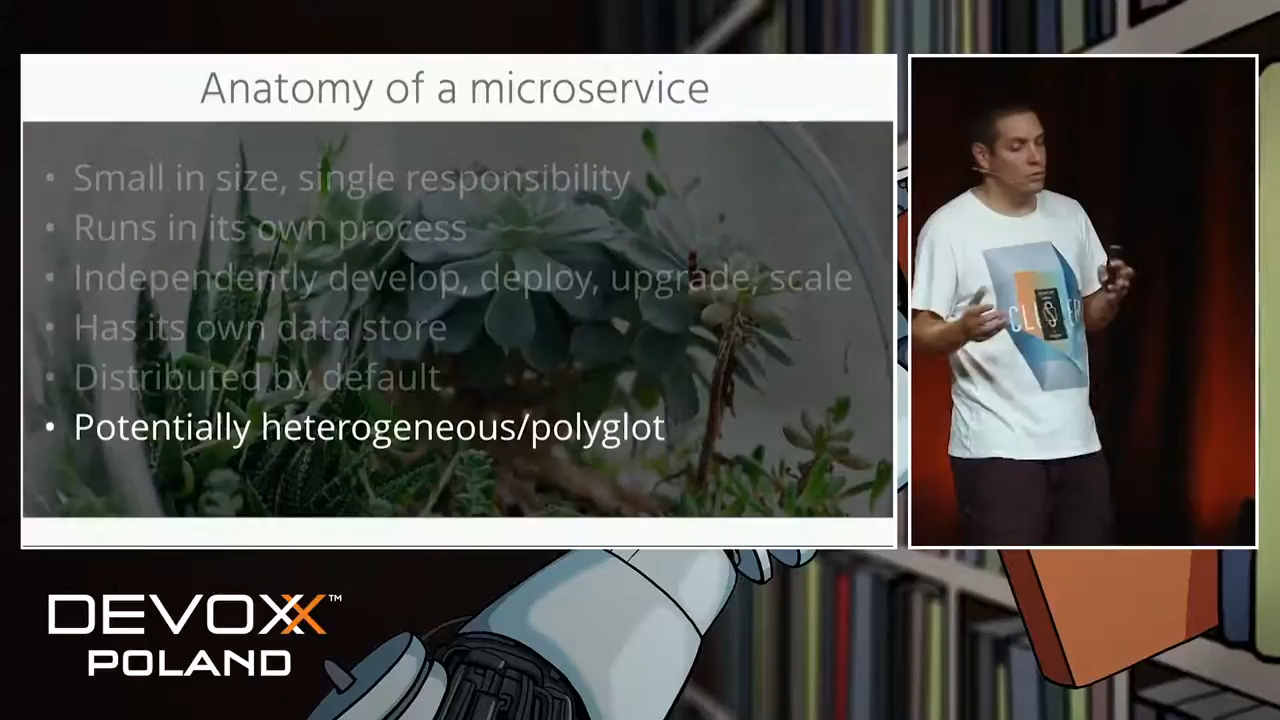 Anatomy of a microservice
• Small in size, single responsibility
• Runs in its own process
• Independently develop, deploy, upgrade, scale
• Has its own data store
• Distributed by default
• Potentially heterogeneous/polyglot
DEVOXX™
POLAND